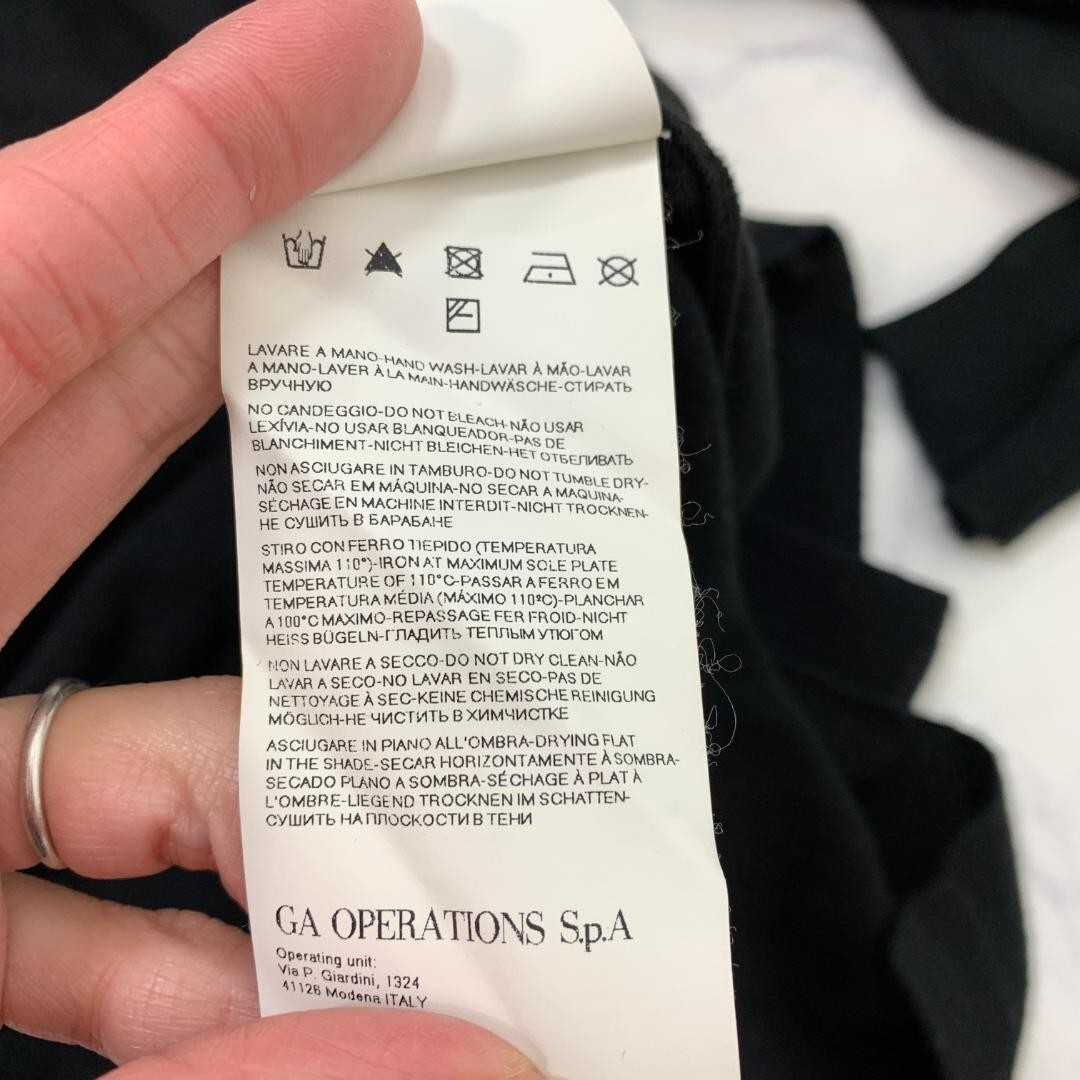 LAVARE A MANO-HAND WASH-LAVAR À MÃO-LAVAR
A MANO-LAVER À LA MAIN-HANDWÄSCHE-СТИРАТЬ
ВРУЧНУЮ
NO CANDEGGIO-DO NOT BLEACH-NÃO USAR
LEXÍVIA-NO USAR BLANQUEADOR-PAS DE
BLANCHIMENT-NICHT BLEICHEN-НЕТ ОТБЕЛИВАТЬ
NON ASCIUGARE IN TAMBURO-DO NOT TUMBLE DRY-
NÃO SECAR EM MÁQUINA-NO SECAR A MAQUINA-
SÉCHAGE EN MACHINE INTERDIT-NICHT TROCKNEN-
НЕ СУШИТЬ В БАРАБАНЕ
STIRO CON FERRO TIEPIDO (TEMPERATURA
MASSIMA 110°)-IRON AT MAXIMUM SOLE PLATE
TEMPERATURE OF 110°C-PASSAR A FERRO EM
TEMPERATURA MÉDIA (MÁXIMO 110ºC)-PLANCHAR
A 100°C MAXIMO-REPASSAGE FER FROID-NICHT
HEISS BÜGELN-ГЛАДИТЬ ТЕПЛЫМ УТЮГОМ
NON LAVARE A SECCO-DO NOT DRY CLEAN-NÃO
LAVAR A SECO-NO LAVAR EN SECO-PAS DE
NETTOYAGE À SEC-KEINE CHEMISCHE REINIGUNG
MÖGLICH-НЕ ЧИСТИТЬ В ХИМЧИСТКЕ
ASCIUGARE IN PIANO ALL'OMBRA-DRYING FLAT
IN THE SHADE-SECAR HORIZONTAMENTE À SOMBRA-
SECADO PLANO A SOMBRA-SÉCHAGE À PLAT À
L'OMBRE-LIEGEND TROCKNEN IM SCHATTEN-
СУШИТЬ НА ПЛОСКОСТИ В ТЕНИ
GA OPERATIONS S.p.A
Operating unit:
Via P. Giardini, 1324
41126 Modena ITALY